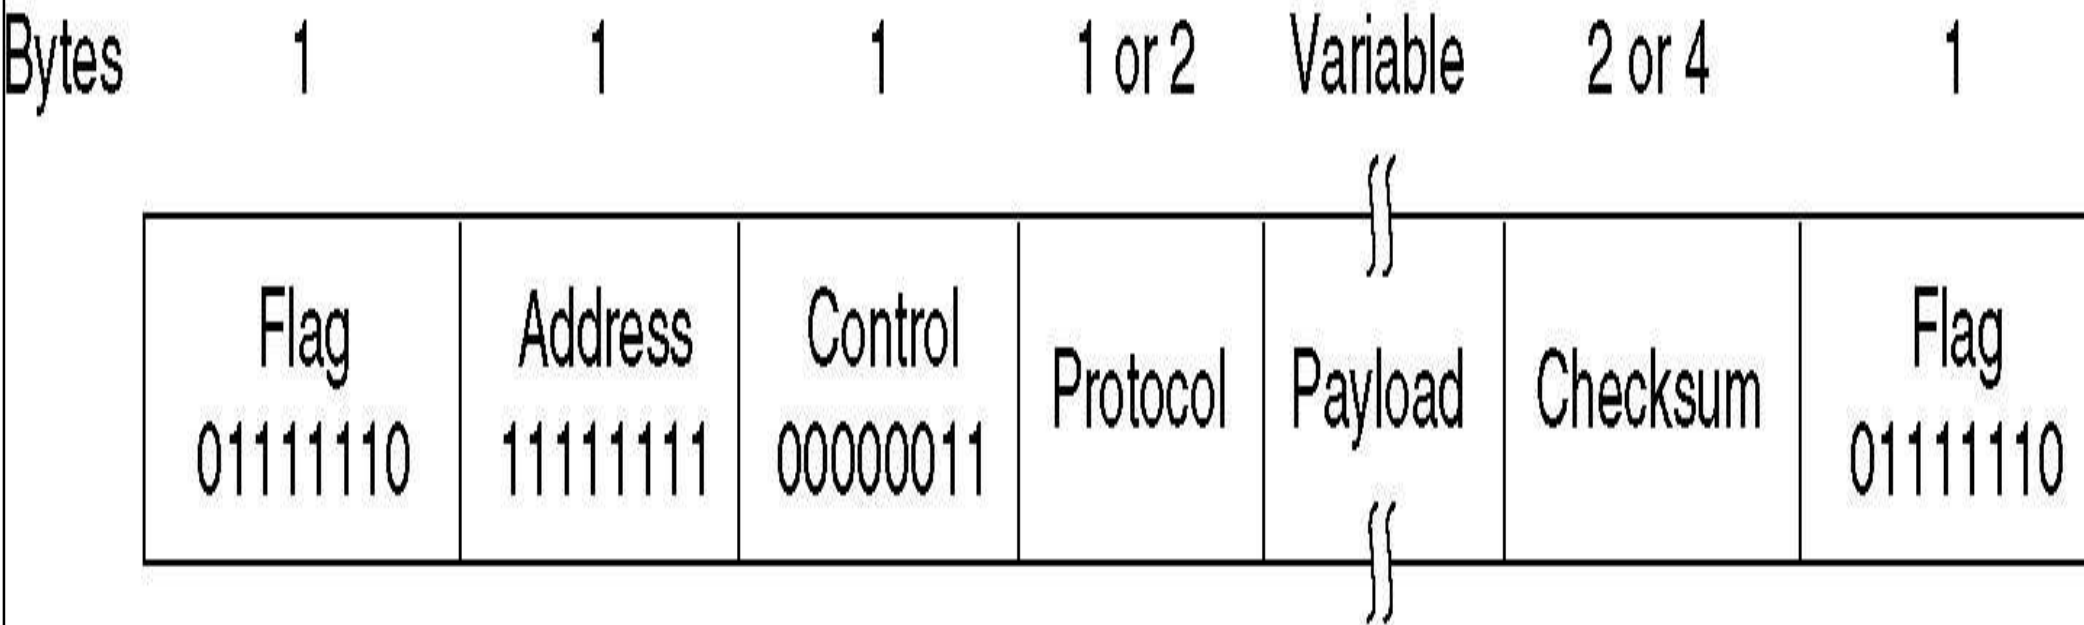 Bytes 1 1 1 1 or 2 Variable 2 or 4 1
Flag Address Control Flag
Protocol Payload Checksum
01111110 11111111 00000011 01111110